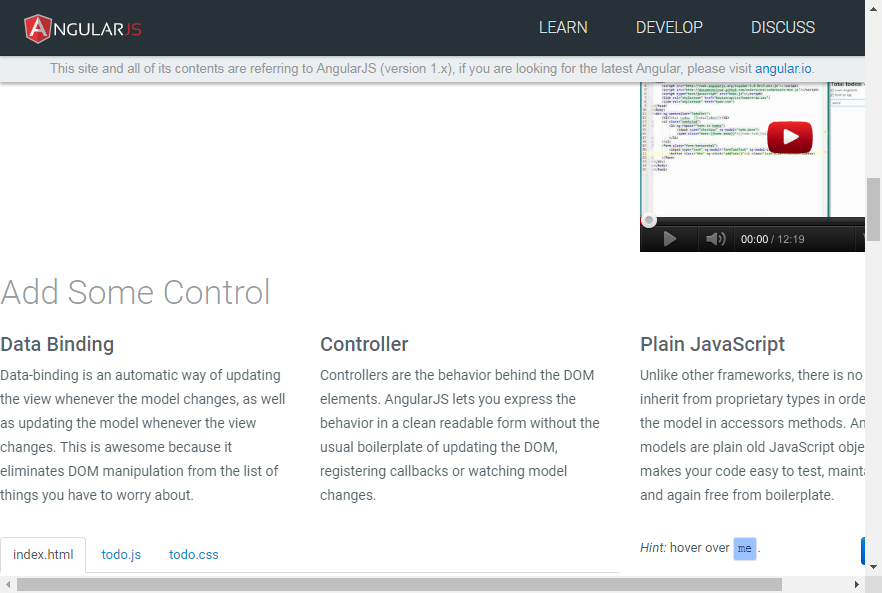 ANGULARJS
LEARN DEVELOP DISCUSS
This site and all of its contents are referring to AngularJS (version 1.x), if you are looking for the latest Angular, please visit angular.io.
00:00 / 12:19
Add Some Control
Data Binding
Data-binding is an automatic way of updating
the view whenever the model changes, as well
as updating the model whenever the view
changes. This is awesome because it
eliminates DOM manipulation from the list of
things you have to worry about.
Controller
Controllers are the behavior behind the DOM
elements. AngularJS lets you express the
behavior in a clean readable form without the
usual boilerplate of updating the DOM,
registering callbacks or watching model
changes.
Plain JavaScript
Unlike other frameworks, there is no
inherit from proprietary types in orde
the model in accessors methods. An
models are plain old JavaScript obje
makes your code easy to test, mainta
and again free from boilerplate.
index.html todo.js todo.css
Hint: hover over me .